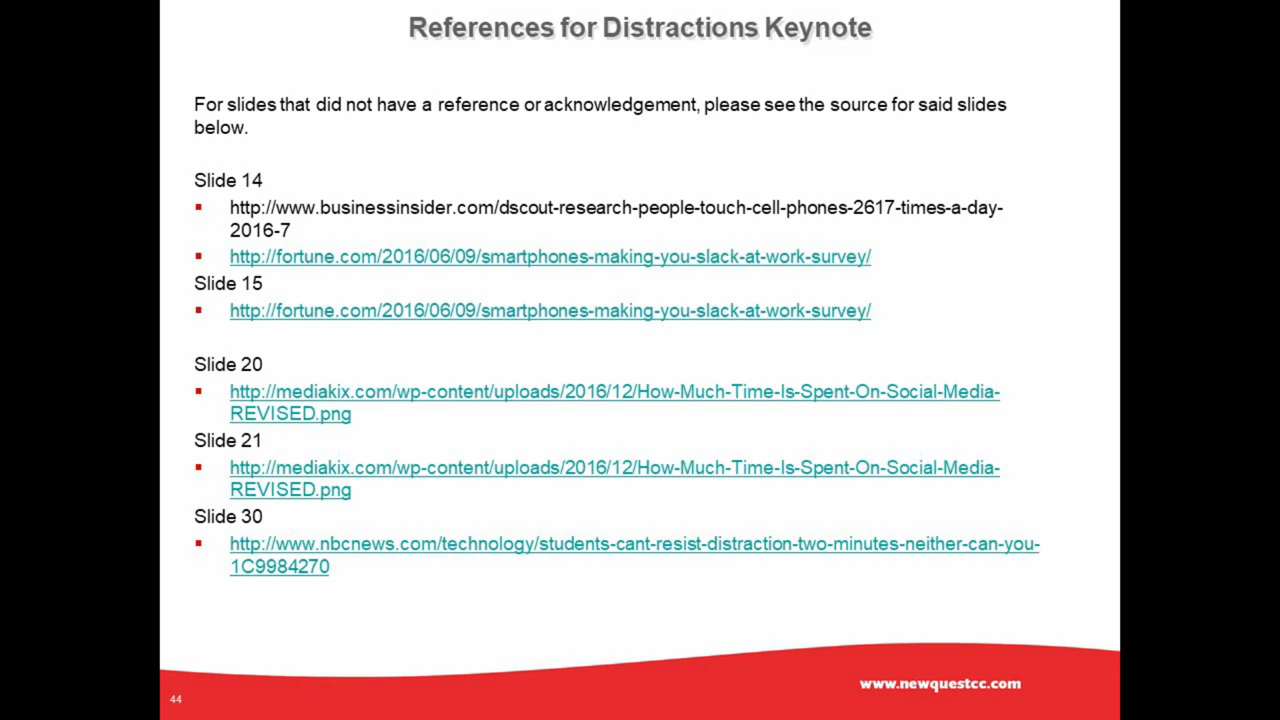 References for Distractions Keynote
For slides that did not have a reference or acknowledgement, please see the source for said slides
below.
Slide 14
▪ http://www.businessinsider.com/dscout-research-people-touch-cell-phones-2617-times-a-day-
2016-7
▪ http://fortune.com/2016/06/09/smartphones-making-you-slack-at-work-survey/
Slide 15
▪ http://fortune.com/2016/06/09/smartphones-making-you-slack-at-work-survey/
Slide 20
▪ http://mediakix.com/wp-content/uploads/2016/12/How-Much-Time-Is-Spent-On-Social-Media-
REVISED.png
Slide 21
▪ http://mediakix.com/wp-content/uploads/2016/12/How-Much-Time-Is-Spent-On-Social-Media-
REVISED.png
Slide 30
▪ http://www.nbcnews.com/technology/students-cant-resist-distraction-two-minutes-neither-can-you-
1C9984270
www.newquestcc.com
44